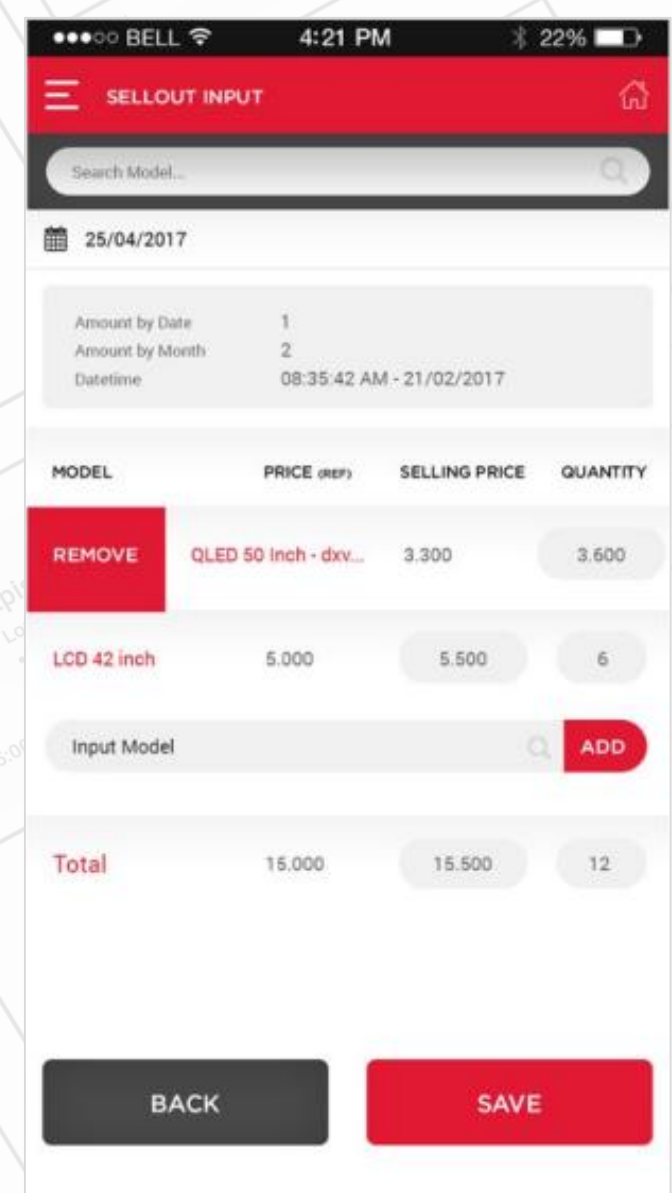 BELL 4:21 PM 22%
SELLOUT INPUT
Search Model...
25/04/2017
Amount by Date 1
Amount by Month 2
Datetime 08:35:42 AM - 21/02/2017
MODEL PRICE (REF) SELLING PRICE QUANTITY
REMOVE QLED 50 Inch - dxv... 3.300 3.600
LCD 42 inch 5.000 5.500 6
Input Model ADD
Total 15.000 15.500 12
BACK SAVE